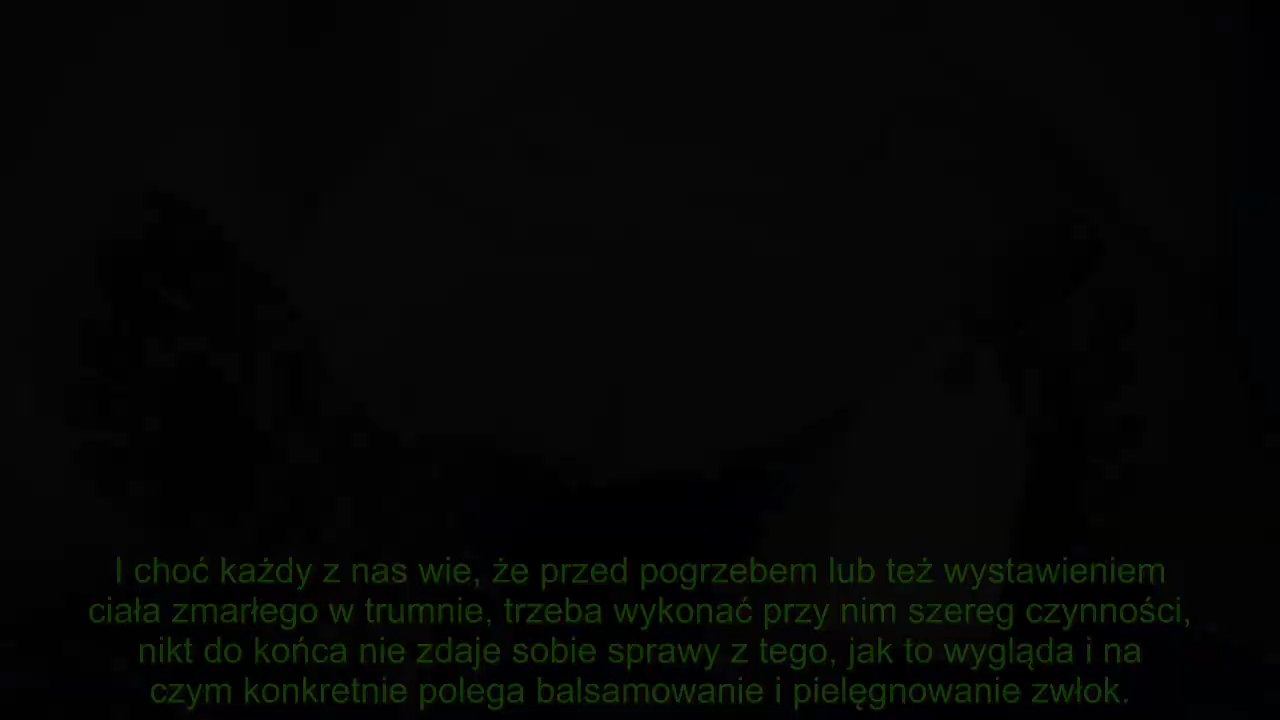 I choć każdy z nas wie, że przed pogrzebem lub też wystawieniem
ciała zmarłego w trumnie, trzeba wykonać przy nim szereg czynności,
nikt do końca nie zdaje sobie sprawy z tego, jak to wygląda i na
czym konkretnie polega balsamowanie i pielęgnowanie zwłok.